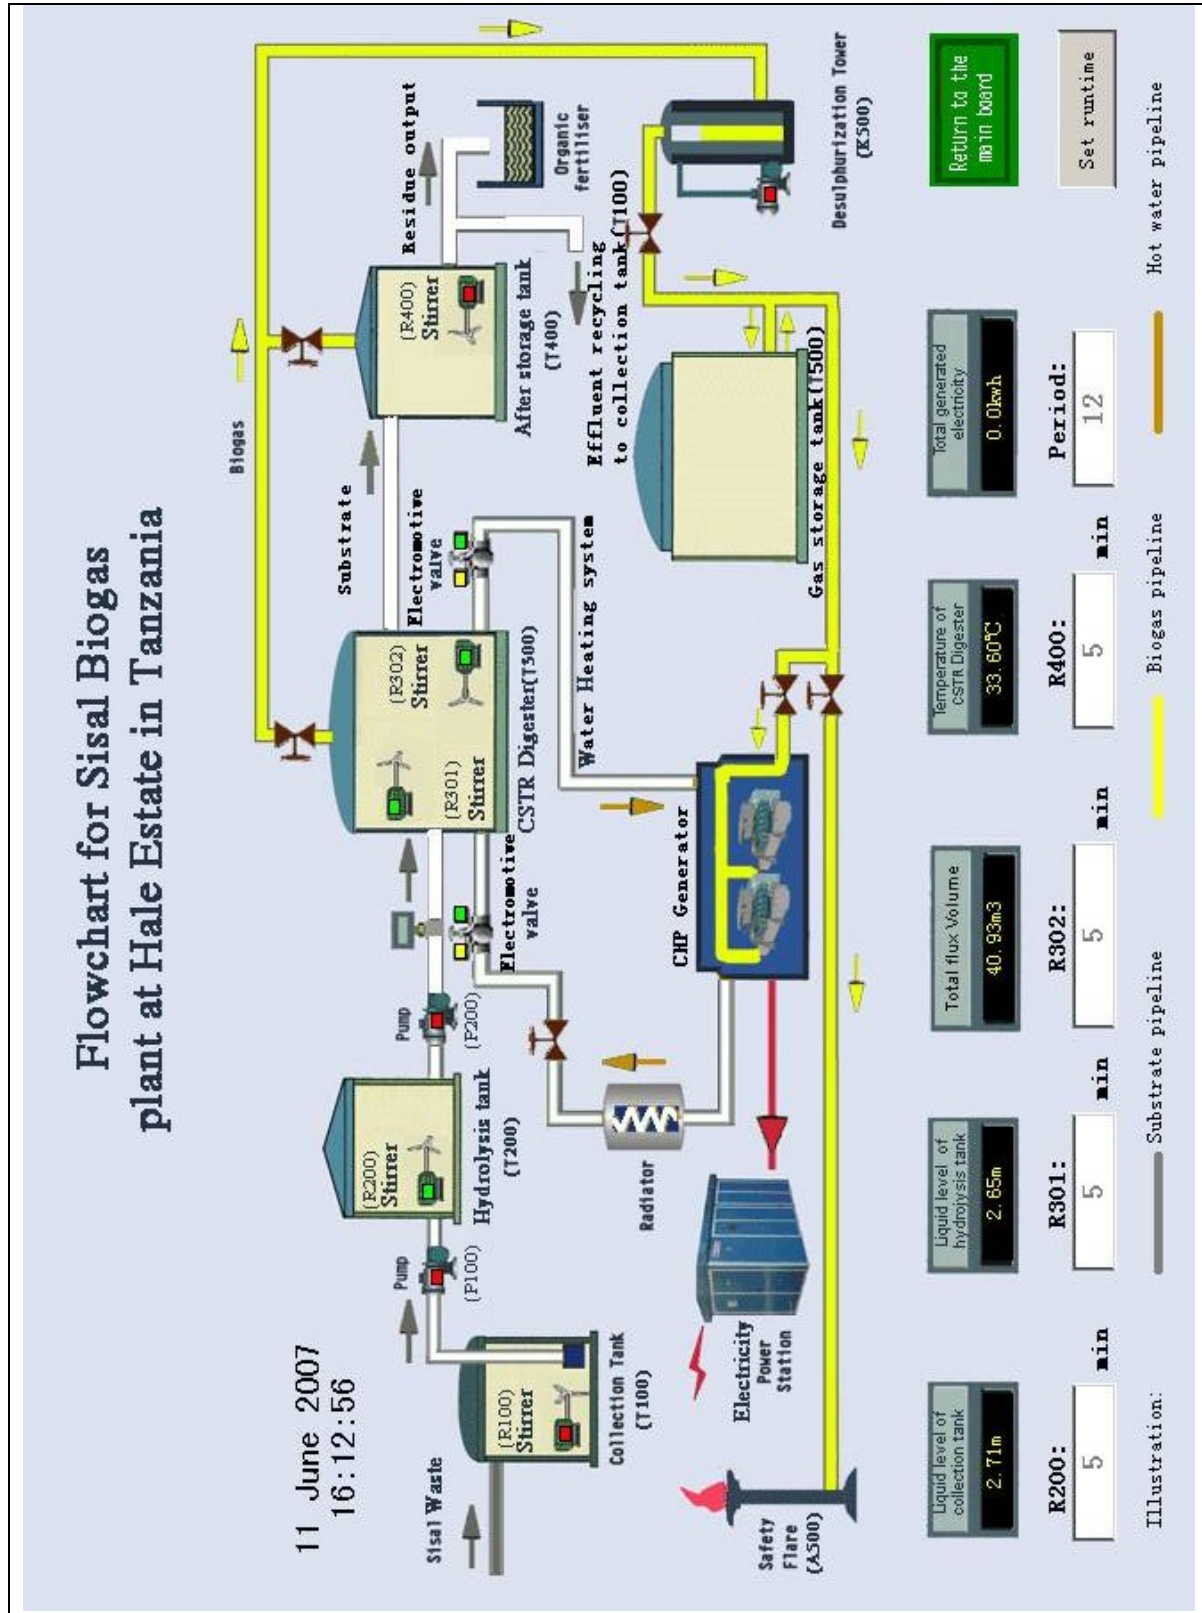 Flowchart for Sisal Biogas
plant at Hale Estate in Tanzania
11 June 2007
16:12:56
Biogas
Sisal Waste
(R100)
Stirrer
Collection Tank
(T100)
Pump
(P100)
(R200)
Stirrer
Hydrolysis tank
(T200)
Pump
(P200)
Electromotive
valve
(R301)
Stirrer
(R302)
Stirrer
CSTR Digester(T300)
Substrate
Electromotive
valve
(R400)
Stirrer
After storage tank
(T400)
Residue output
Organic
fertiliser
Effluent recycling
to collection tank(T100)
Water Heating system
Radiator
CHP Generator
Gas storage tank(T500)
Desulphurization Tower
(K500)
Electricity
Power
Station
Safety
Flare
(A500)
Liquid level of
collection tank
2.71m
Liquid level of
hydrojysis tank
2.65m
Total flux Volume
40.93m3
Temperature of
CSTR Digester
33.60℃
Total generated
electricity
0.0kwh
Return to the
main board
R200:
5
min
R301:
5
min
R302:
5
min
R400:
5
min
Period:
12
Set runtime
Illustration:
Substrate pipeline
Biogas pipeline
Hot water pipeline